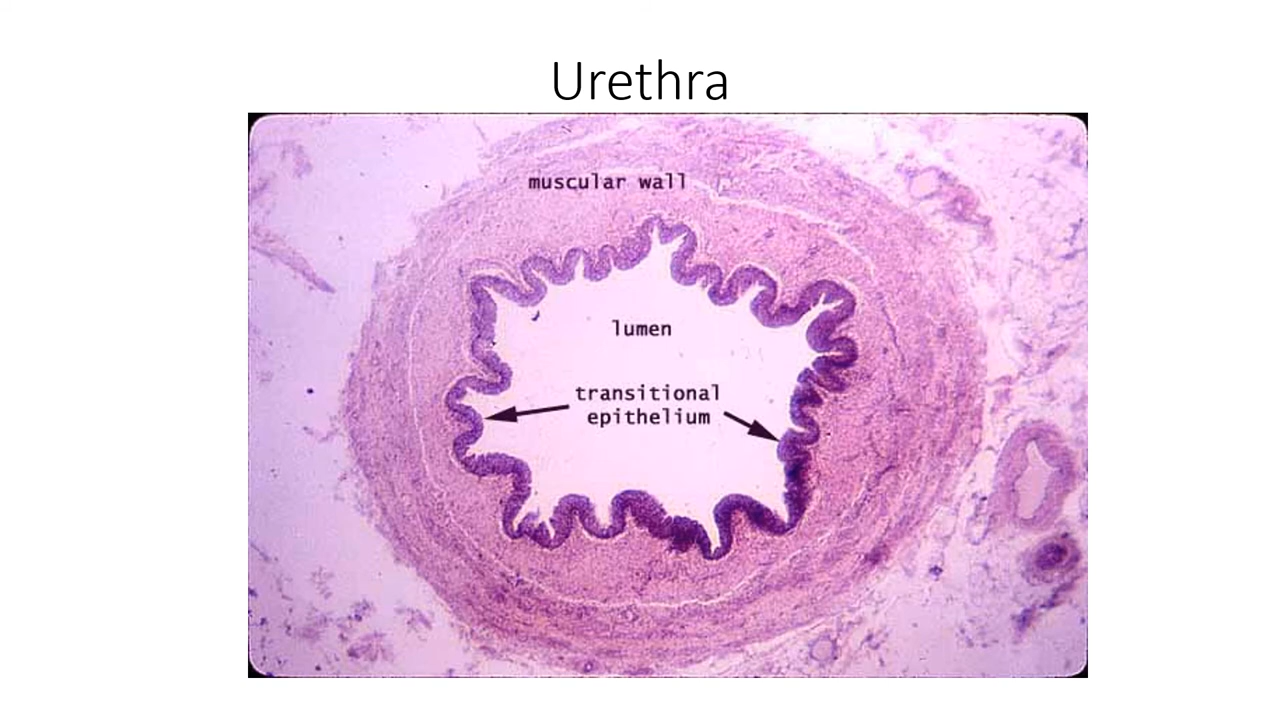 Urethra
muscular wall
lumen
transitional
epithelium